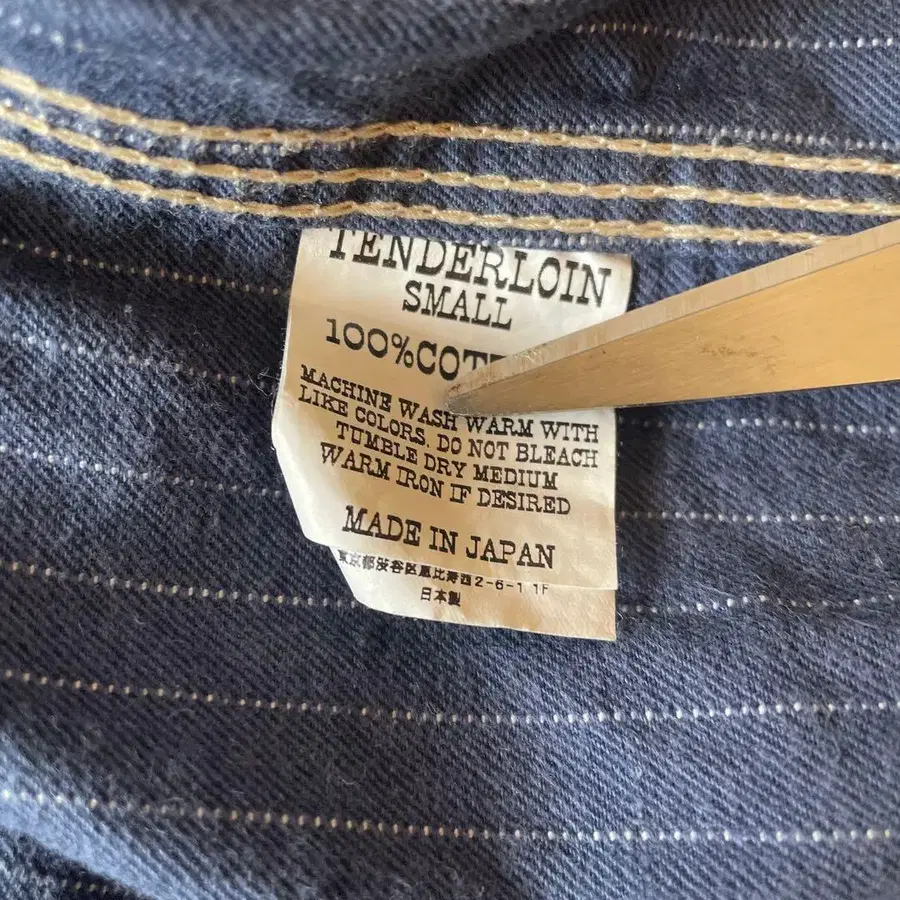 TENDERLOIN
SMALL
100%COT
MACHINE WASH WARM WITH
LIKE COLORS. DO NOT BLEACH
TUMBLE DRY MEDIUM
WARM IRON IF DESIRED
MADE IN JAPAN
東京都渋谷区恵比寿西2-6-1 1F
日本製